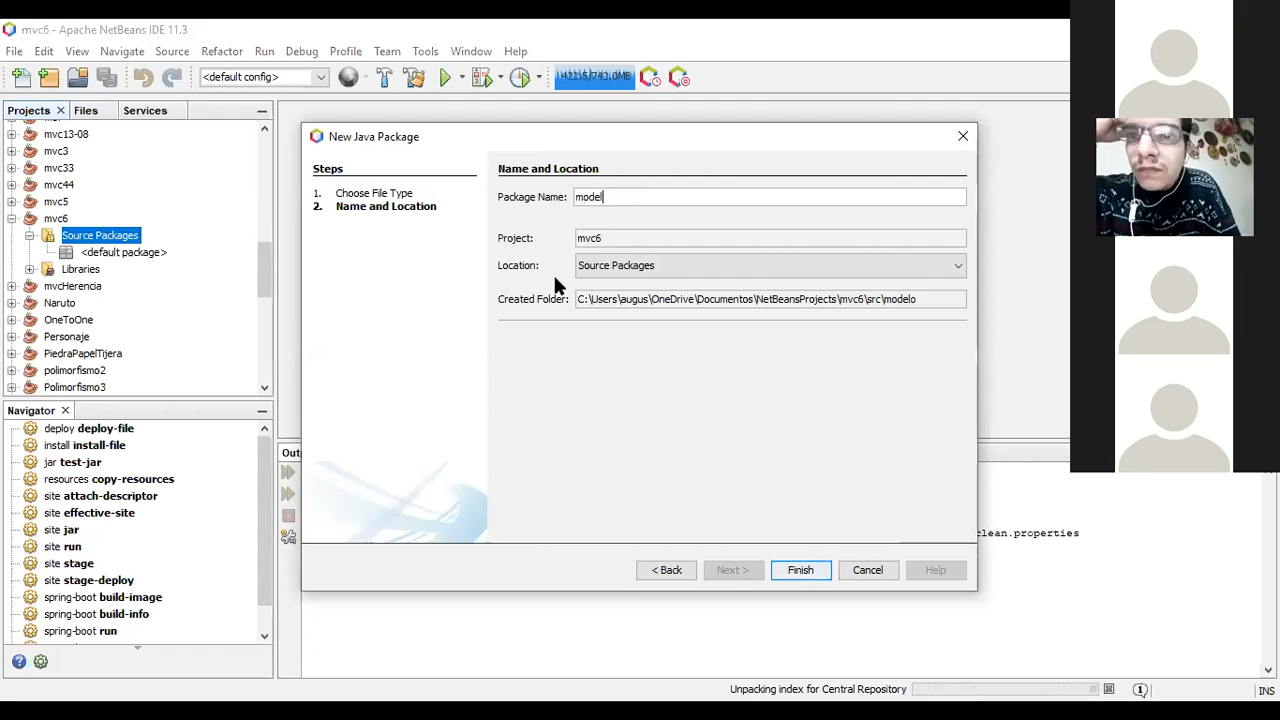 mvc6 - Apache NetBeans IDE 11.3
File Edit View Navigate Source Refactor Run Debug Profile Team Tools Window Help
<default config>
422.5/743.0MB
Projects Files Services
mvc13-08
mvc3
mvc33
mvc44
mvc5
mvc6
Source Packages
<default package>
Libraries
mvcHerencia
Naruto
OneToOne
Personaje
PiedraPapelTijera
polimorfismo2
Polimorfismo3
Navigator
deploy deploy-file
install install-file
jar test-jar
resources copy-resources
site attach-descriptor
site effective-site
site jar
site run
site stage
site stage-deploy
spring-boot build-image
spring-boot build-info
spring-boot run
New Java Package
Steps
1. Choose File Type
2. Name and Location
Name and Location
Package Name: model
Project: mvc6
Location: Source Packages
Created Folder: C:\Users\augus\OneDrive\Documentos\NetBeansProjects\mvc6\src\modelo
< Back Next > Finish Cancel Help
clean.properties
Unpacking index for Central Repository
1
INS